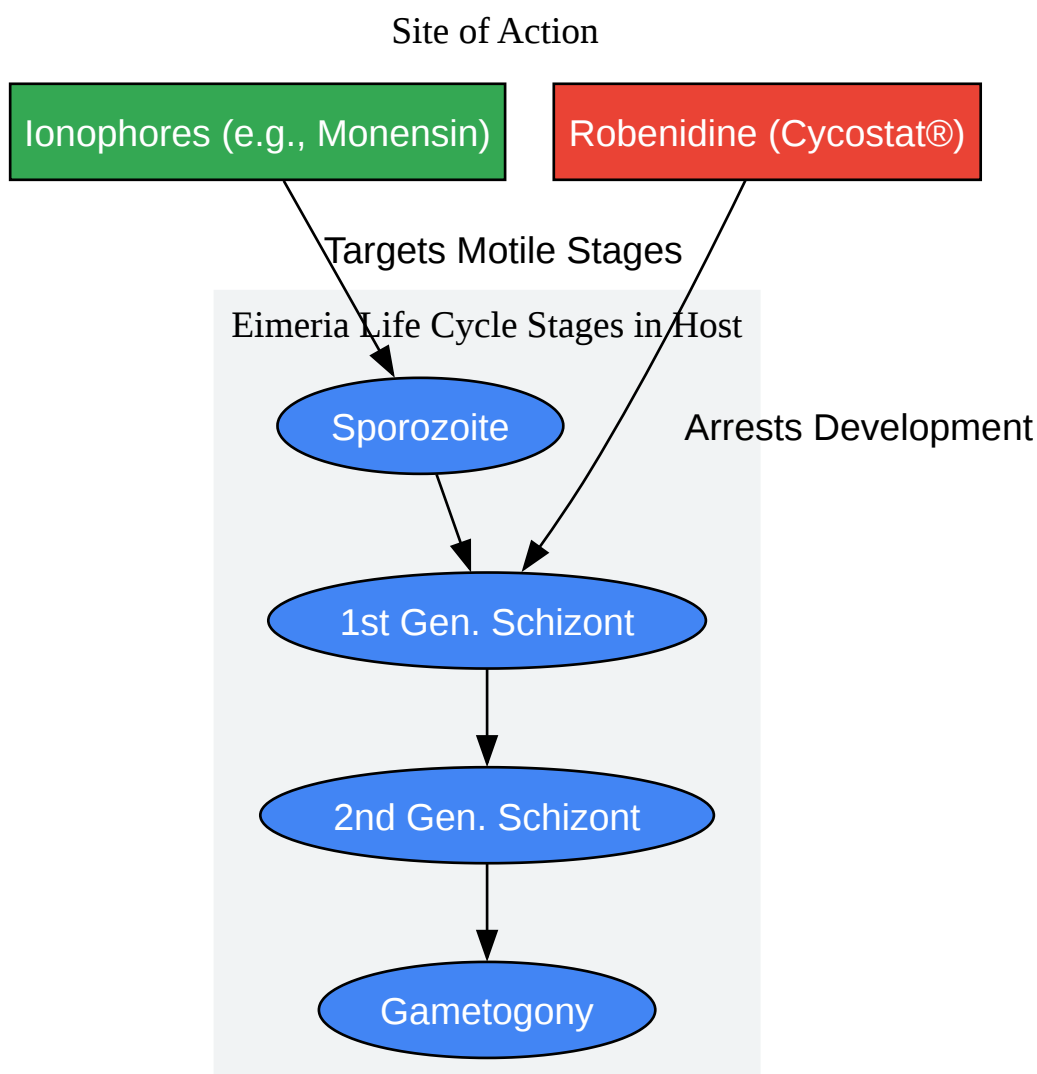 Site of Action
Ionophores (e.g., Monensin)
Robenidine (Cycostat®)
Targets Motile Stages
Eimeria Life Cycle Stages in Host
Sporozoite
Arrests Development
1st Gen. Schizont
2nd Gen. Schizont
Gametogony